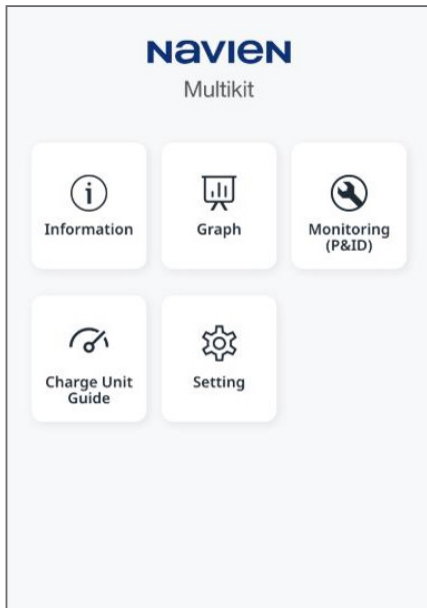 NAVIEN
Multikit
Information
Graph
Monitoring
(P&ID)
Charge Unit
Guide
Setting